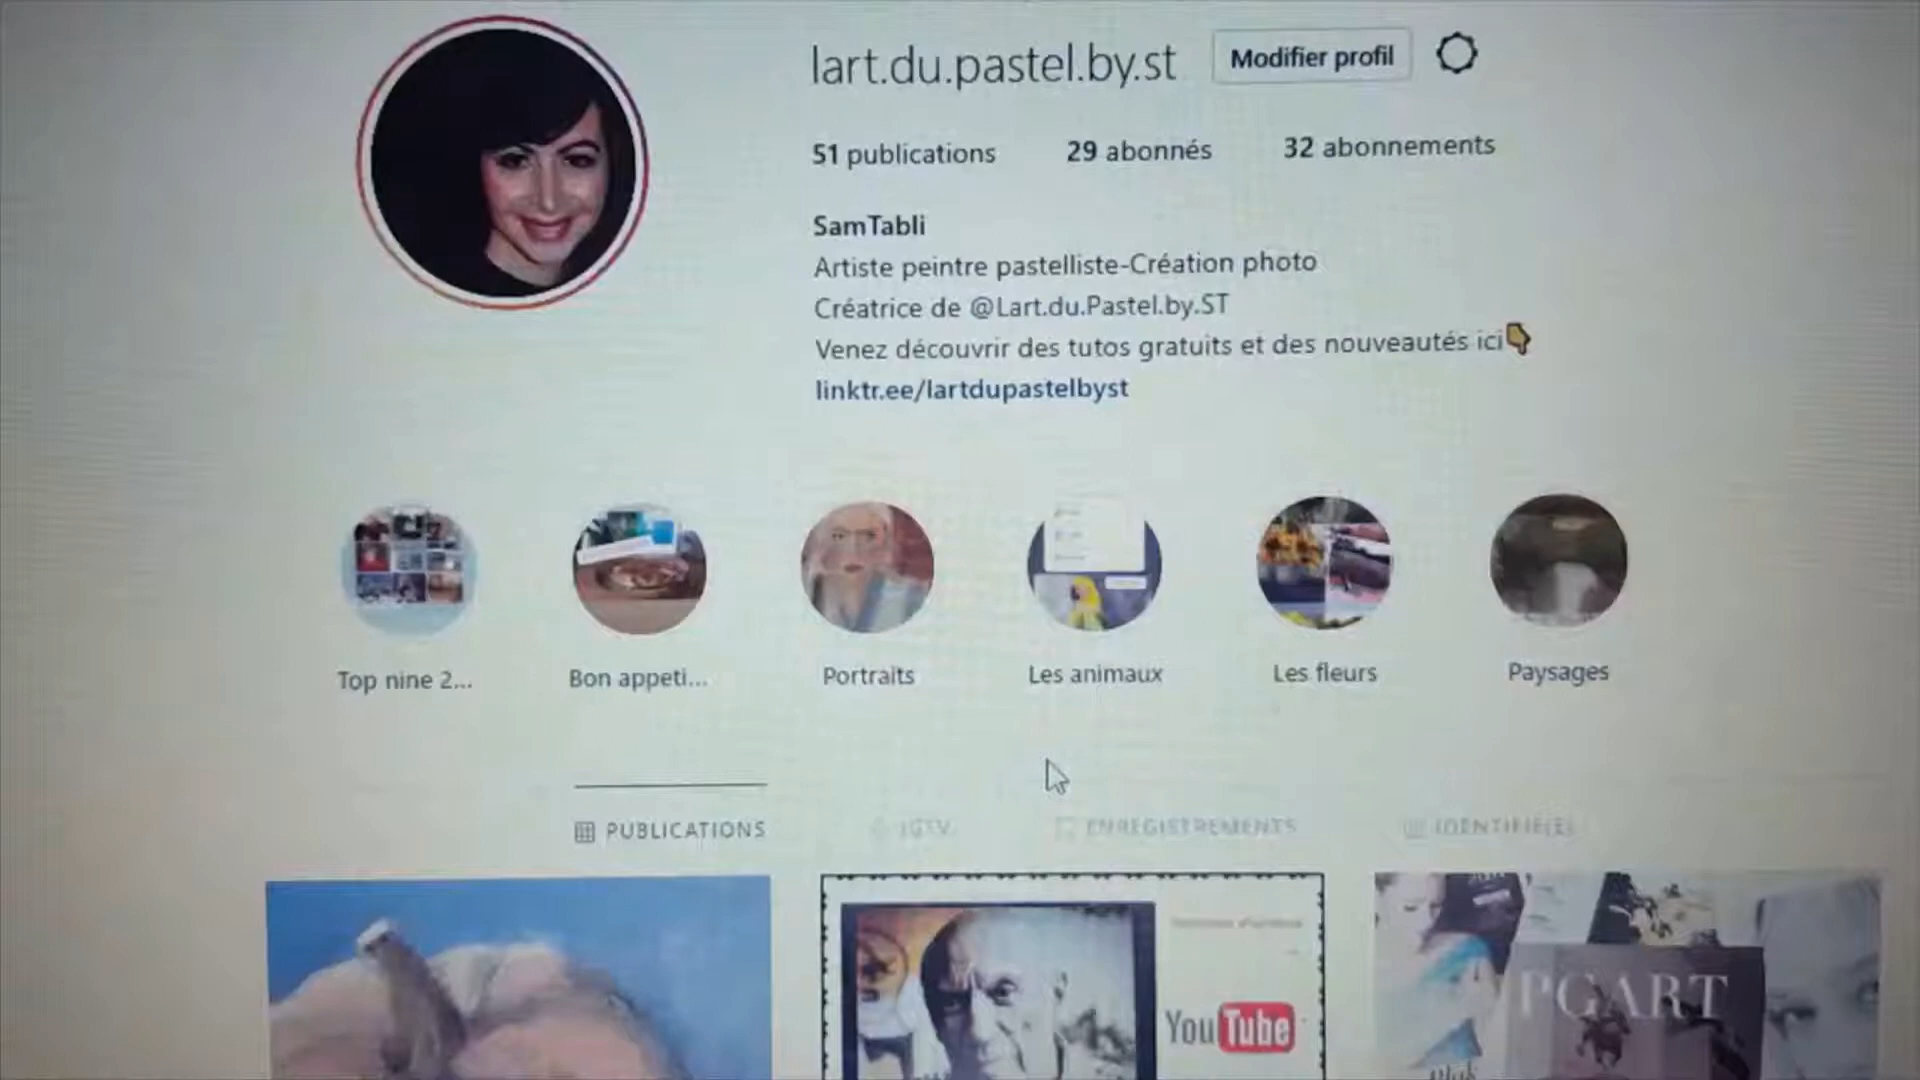 lart.du.pastel.by.st
Modifier profil
51 publications
29 abonnés
32 abonnements
SamTabli
Artiste peintre pastelliste-Création photo
Créatrice de @Lart.du.Pastel.by.ST
Venez découvrir des tutos gratuits et des nouveautés ici👇
linktr.ee/lartdupastelbyst
Top nine 2...
Bon appeti...
Portraits
Les animaux
Les fleurs
Paysages
PUBLICATIONS
IGTV
ENREGISTREMENTS
IDENTIFIÉ(E)
YouTube
PGART